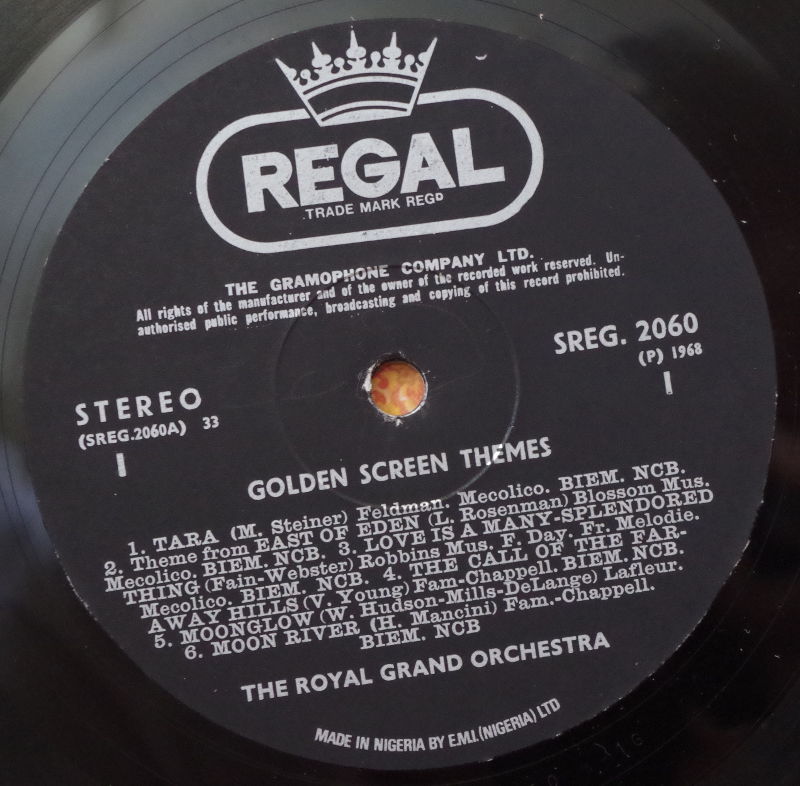 REGAL
TRADE MARK REGD
THE GRAMOPHONE COMPANY LTD.
All rights of the manufacturer and of the owner of the recorded work reserved. Un-
authorised public performance, broadcasting and copying of this record prohibited.
SREG. 2060
(P) 1968
I
STEREO
(SREG.2060A) 33
I
GOLDEN SCREEN THEMES
1. TARA (M. Steiner) Feldman. Mecolico. BIEM. NCB.
2. Theme from EAST OF EDEN (L. Rosenman) Blossom Mus.
Mecolico. BIEM. NCB. 3. LOVE IS A MANY-SPLENDORED
THING (Fain-Webster) Robbins Mus. F. Day. Fr. Melodie.
Mecolico. BIEM. NCB. 4. THE CALL OF THE FAR-
AWAY HILLS (V. Young) Fam-Chappell. BIEM. NCB.
5. MOONGLOW (W. Hudson-Mills-DeLange) Lafleur.
6. MOON RIVER (H. Mancini) Fam.-Chappell.
BIEM. NCB
THE ROYAL GRAND ORCHESTRA
MADE IN NIGERIA BY E.M.I. (NIGERIA) LTD